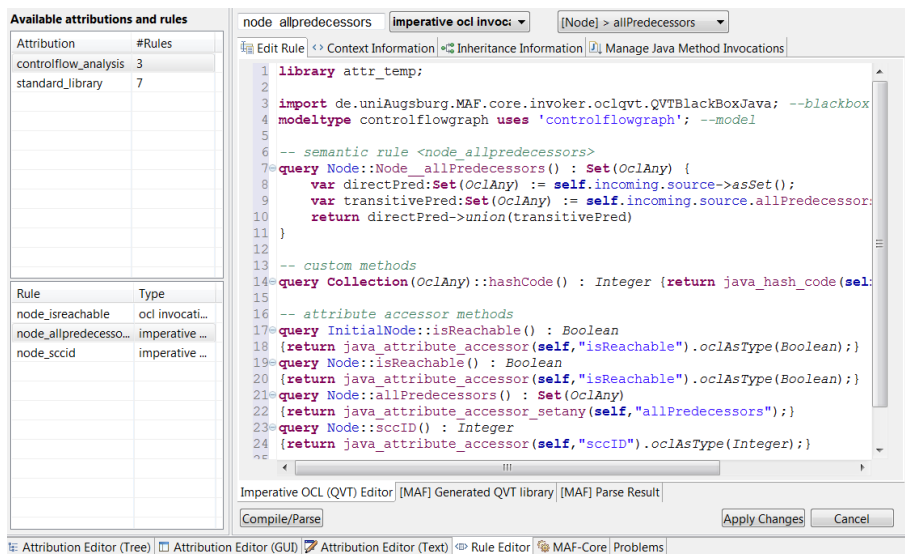 Available attributions and rules
Attribution #Rules
controlflow_analysis 3
standard_library 7
Rule Type
node_isreachable ocl invocati...
node_allpredecesso... imperative ...
node_sccid imperative ...
node_allpredecessors imperative ocl invoca [Node] > allPredecessors
Edit Rule Context Information Inheritance Information Manage Java Method Invocations
1 library attr_temp;
2
3 import de.uniAugsburg.MAF.core.invoker.oclqvt.QVTBlackBoxJava; --blackbox
4 modeltype controlflowgraph uses 'controlflowgraph'; --model
5
6 -- semantic rule <node_allpredecessors>
7 query Node::Node__allPredecessors() : Set(OclAny) {
8 var directPred:Set(OclAny) := self.incoming.source->asSet();
9 var transitivePred:Set(OclAny) := self.incoming.source.allPredecessor
10 return directPred->union(transitivePred)
11 }
12
13 -- custom methods
14 query Collection(OclAny)::hashCode() : Integer {return java_hash_code(sel
15
16 -- attribute accessor methods
17 query InitialNode::isReachable() : Boolean
18 {return java_attribute_accessor(self,"isReachable").oclAsType(Boolean);}
19 query Node::isReachable() : Boolean
20 {return java_attribute_accessor(self,"isReachable").oclAsType(Boolean);}
21 query Node::allPredecessors() : Set(OclAny)
22 {return java_attribute_accessor_setany(self,"allPredecessors");}
23 query Node::sccID() : Integer
24 {return java_attribute_accessor(self,"sccID").oclAsType(Integer);}
25
Imperative OCL (QVT) Editor [MAF] Generated QVT library [MAF] Parse Result
Compile/Parse Apply Changes Cancel
Attribution Editor (Tree) Attribution Editor (GUI) Attribution Editor (Text) Rule Editor MAF-Core Problems